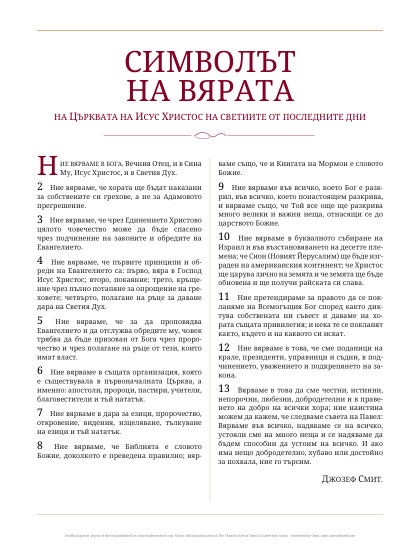 СИМВОЛЪТ
НА ВЯРАТА
НА ЦЪРКВАТА НА ИСУС ХРИСТОС НА СВЕТИИТЕ ОТ ПОСЛЕДНИТЕ ДНИ
НИЕ ВЯРВАМЕ В БОГА, Вечния Отец, и в Сина
Му, Исус Христос, и в Светия Дух.
2 Ние вярваме, че хората ще бъдат наказани
за собствените си грехове, а не за Адамовото
прегрешение.
3 Ние вярваме, че чрез Единението Христово
цялото човечество може да бъде спасено
чрез подчинение на законите и обредите на
Евангелието.
4 Ние вярваме, че първите принципи и об-
реди на Евангелието са: първо, вяра в Господ
Исус Христос; второ, покаяние; трето, кръще-
ние чрез пълно потапяне за опрощение на гре-
ховете; четвърто, полагане на ръце за даване
дара на Светия Дух.
5 Ние вярваме, че за да проповядва
Евангелието и да отслужва обредите му, човек
трябва да бъде призован от Бога чрез проро-
чество и чрез полагане на ръце от тези, които
имат власт.
6 Ние вярваме в същата организация, която
е съществувала в първоначалната Църква, а
именно: апостоли, пророци, пастири, учители,
благовестители и тъй нататък.
7 Ние вярваме в дара за езици, пророчество,
откровение, видения, изцеляване, тълкуване
на езици и тъй нататък.
8 Ние вярваме, че Библията е словото
Божие, доколкото е преведена правилно; вяр-
ваме също, че и Книгата на Мормон е словото
Божие.
9 Ние вярваме във всичко, което Бог е разк-
рил, във всичко, което понастоящем разкрива,
и вярваме също, че Той все още ще разкрива
много велики и важни неща, отнасящи се до
царството Божие.
10 Ние вярваме в буквалното събиране на
Израил и във възстановяването на десетте пле-
мена; че Сион (Новият Йерусалим) ще бъде изг-
раден на американския континент; че Христос
ще царува лично на земята и че земята ще бъде
обновена и ще получи райската си слава.
11 Ние претендираме за правото да се пок-
ланяме на Всемогъщия Бог според както дик-
тува собствената ни съвест и даваме на хо-
рата същата привилегия; и нека те се покланят
както, където и на каквото си искат.
12 Ние вярваме в това, че сме поданици на
крале, президенти, управници и съдии, в под-
чинението, уважението и подкрепянето на за-
кона.
13 Вярваме в това да сме честни, истинни,
непорочни, любезни, добродетелни и в праве-
нето на добро на всички хора; ние наистина
можем да кажем, че следваме съвета на Павел:
Вярваме във всичко, надяваме се на всичко,
устояли сме на много неща и се надяваме да
бъдем способни да устоим на всичко. И ако
има нещо добродетелно, хубаво или достойно
за похвала, ние го търсим.
ДЖОЗЕФ СМИТ.